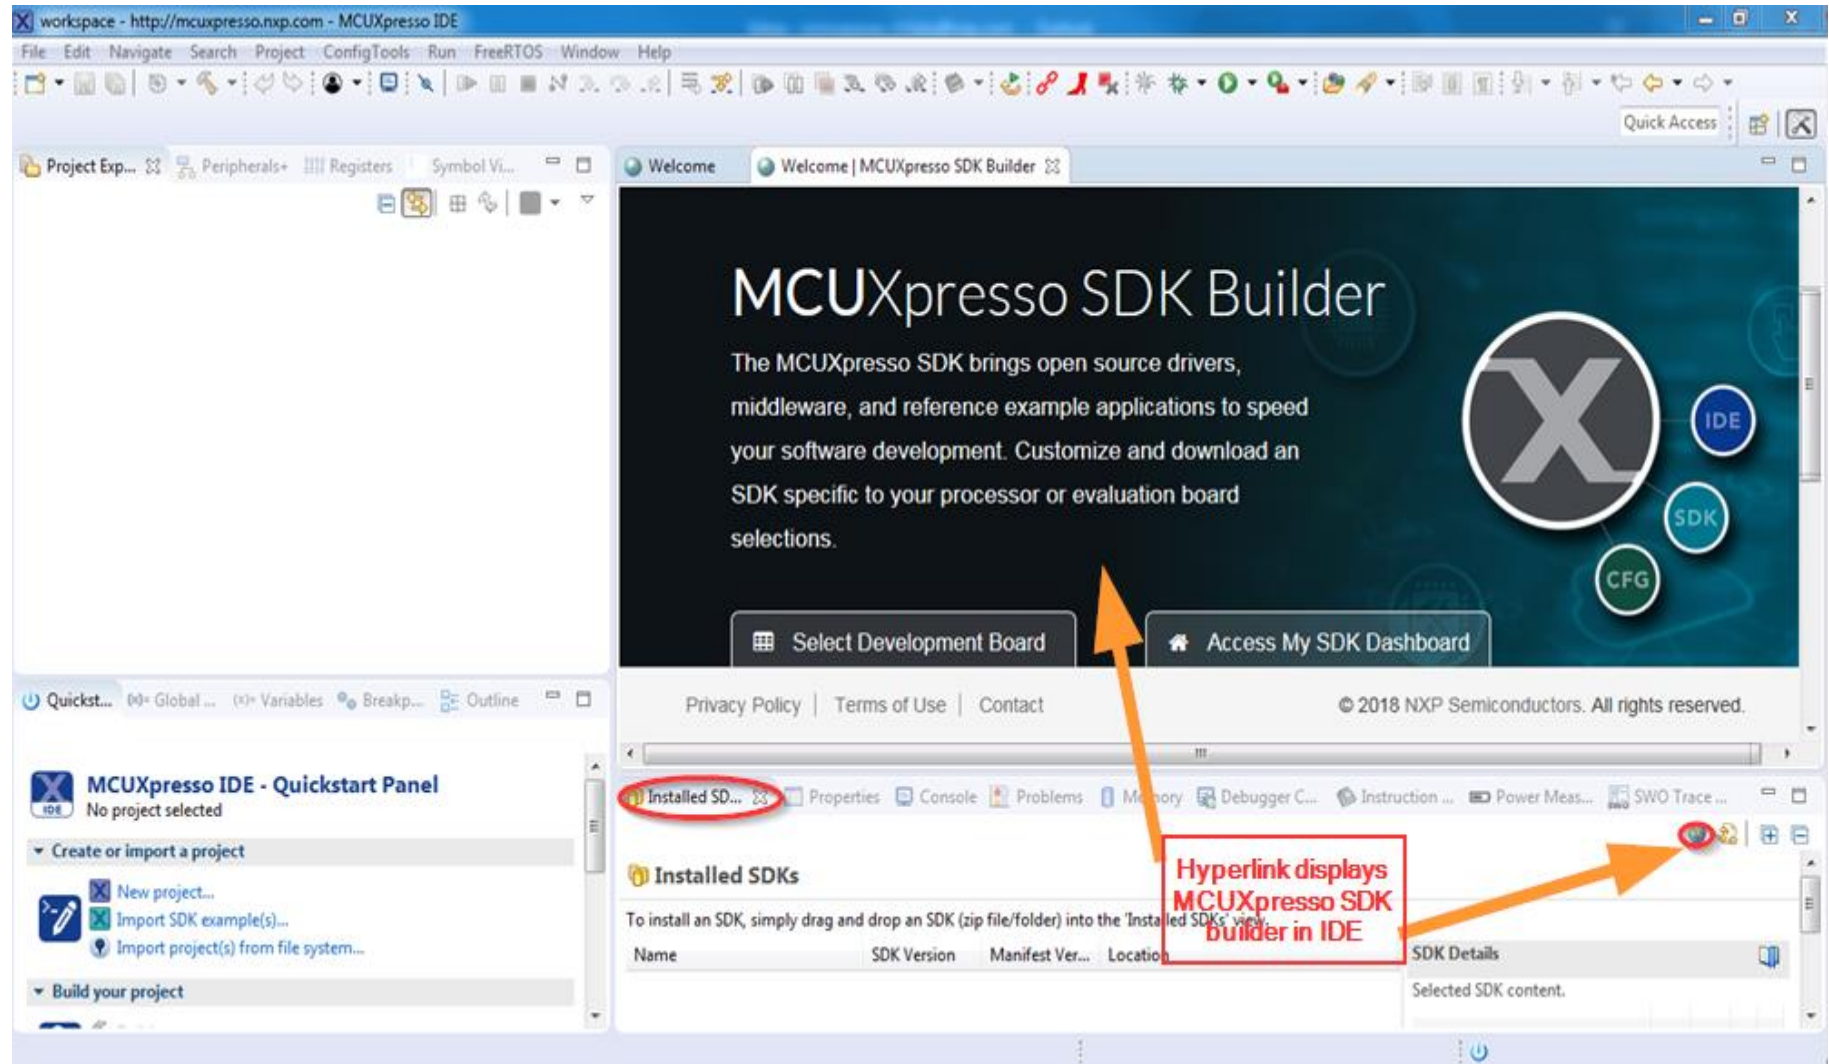 workspace - http://mcuxpresso.nxp.com - MCUXpresso IDE
File Edit Navigate Search Project ConfigTools Run FreeRTOS Window Help
Quick Access
Project Exp... Peripherals+ Registers Symbol Vi...
Welcome Welcome | MCUXpresso SDK Builder
MCUXpresso SDK Builder
The MCUXpresso SDK brings open source drivers,
middleware, and reference example applications to speed
your software development. Customize and download an
SDK specific to your processor or evaluation board
selections.
X
IDE
SDK
CFG
Select Development Board Access My SDK Dashboard
Privacy Policy | Terms of Use | Contact © 2018 NXP Semiconductors. All rights reserved.
Quickst... (x)= Global ... (x)= Variables Breakp... Outline
IDE
MCUXpresso IDE - Quickstart Panel
No project selected
Create or import a project
New project...
Import SDK example(s)...
Import project(s) from file system...
Build your project
Installed SD... Properties Console Problems Memory Debugger C... Instruction ... Power Meas... SWO Trace ...
Installed SDKs
To install an SDK, simply drag and drop an SDK (zip file/folder) into the 'Installed SDKs' view.
Name SDK Version Manifest Ver... Location
Hyperlink displays
MCUXpresso SDK
builder in IDE
SDK Details
Selected SDK content.